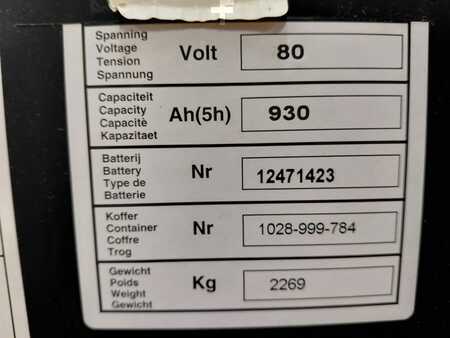 Spanning
Voltage
Tension
Spannung
Volt
80
Capaciteit
Capacity
Capacitè
Kapazitaet
Ah(5h)
930
Batterij
Battery
Type de
Batterie
Nr
12471423
Koffer
Container
Coffre
Trog
Nr
1028-999-784
Gewicht
Poids
Weight
Gewicht
Kg
2269